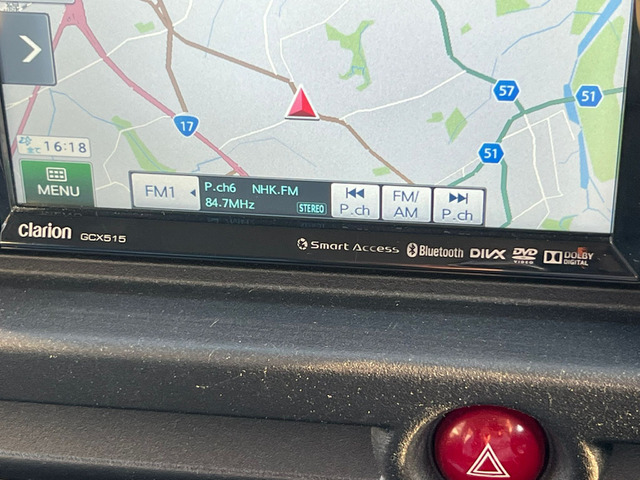 57
51
17
51
16:18
MENU
FM1
P.ch6 NHK.FM
84.7MHz
STEREO
P.ch
FM/
AM
P.ch
Clarion GCX515
Smart Access
Bluetooth
DIVX
DVD
VIDEO
DOLBY
DIGITAL